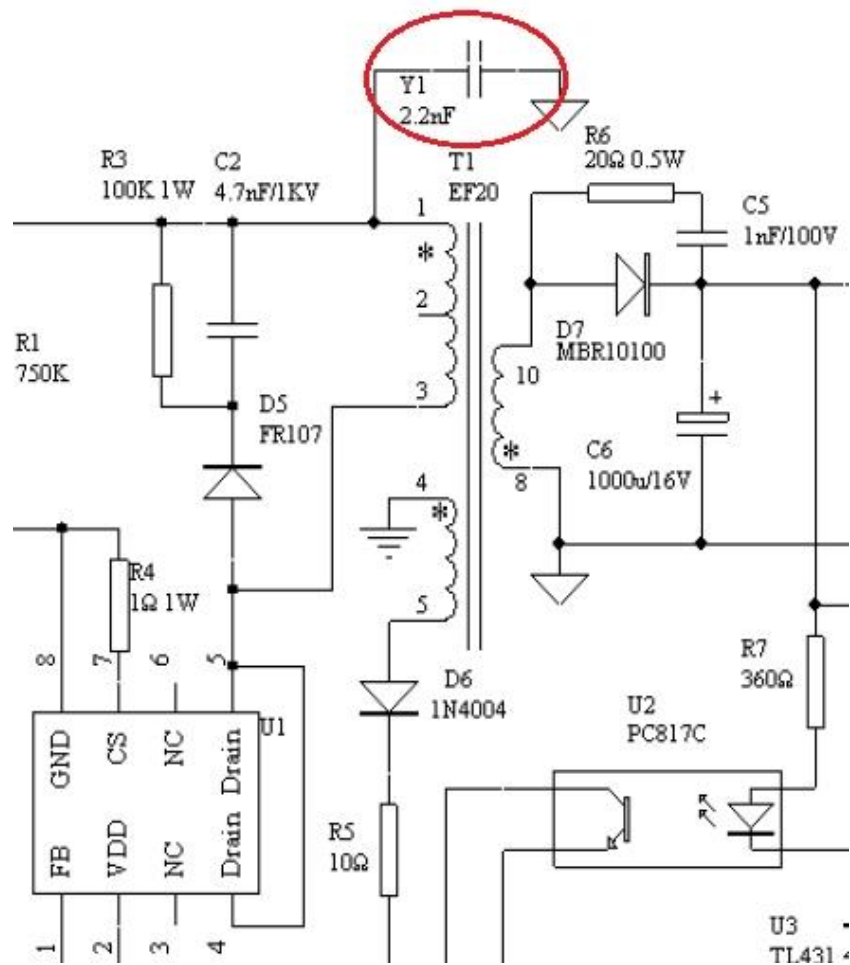 Y1
2.2nF
R6
20Ω 0.5W
R3
100K 1W
C2
4.7nF/1KV
T1
EF20
C5
1nF/100V
1
*
2
3
R1
750K
D7
MBR10100
10
D5
FR107
+
C6
1000u/16V
*
8
4
*
5
R4
1Ω 1W
8
7
6
5
U1
GND
CS
NC
Drain
FB
VDD
NC
Drain
1
2
3
4
D6
1N4004
R5
10Ω
R7
360Ω
U2
PC817C
U3
TL431